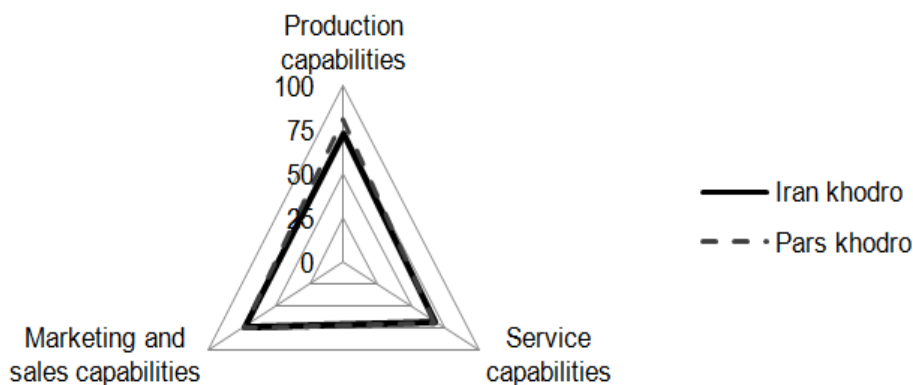 Production
capabilities
100
75
50
25
0
Iran khodro
Pars khodro
Marketing and
sales capabilities
Service
capabilities